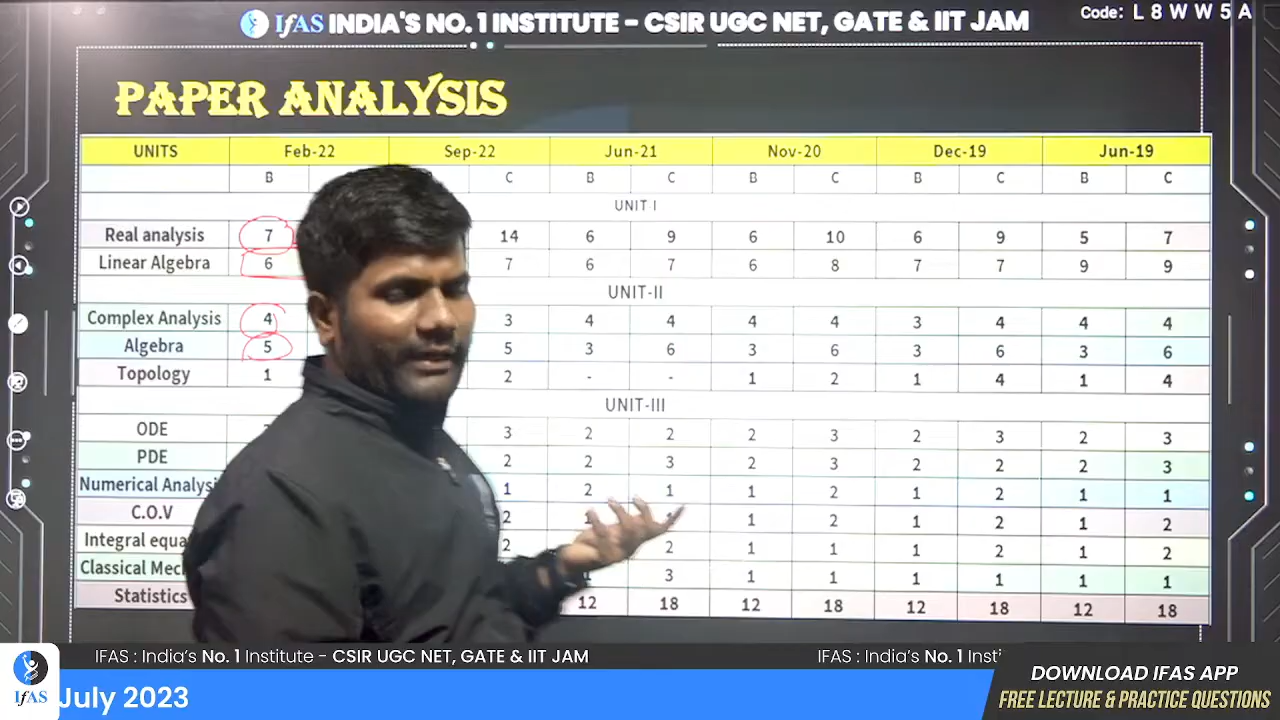 Code: L 8 W W 5 A
IFAS INDIA'S NO. 1 INSTITUTE - CSIR UGC NET, GATE & IIT JAM
PAPER ANALYSIS
UNITS Feb-22 Sep-22 Jun-21 Nov-20 Dec-19 Jun-19
B C B C B C B C B C
UNIT I
Real analysis 7 14 6 9 6 10 6 9 5 7
Linear Algebra 6 7 6 7 6 8 7 7 9 9
UNIT-II
Complex Analysis 4 3 4 4 4 4 3 4 4 4
Algebra 5 5 3 6 3 6 3 6 3 6
Topology 1 2 - - 1 2 1 4 1 4
UNIT-III
ODE 3 2 2 2 3 2 3 2 3
PDE 2 2 3 2 3 2 2 2 3
Numerical 1 2 1 1 2 1 2 1 1
C.O.V 2 1 2 1 2 1 2
Integral 2 2 1 1 1 2 1 2
Classical 3 1 1 1 1 1 1
Statistics 12 18 12 18 12 18 12 18
IFAS : India's No. 1 Institute - CSIR UGC NET, GATE & IIT JAM IFAS : India's No. 1
DOWNLOAD IFAS APP
FREE LECTURE & PRACTICE QUESTIONS
IFAS
July 2023